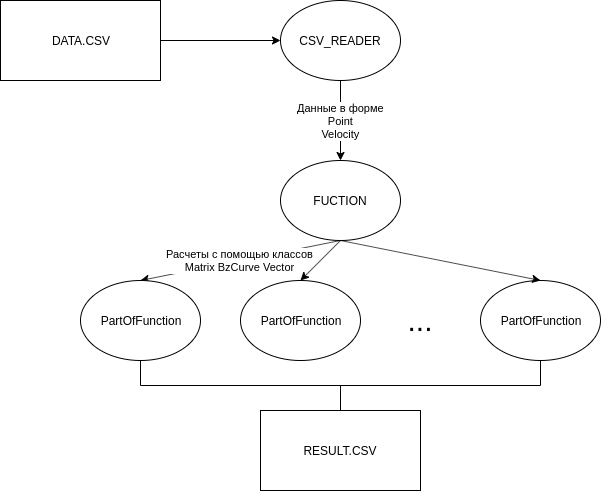 DATA.CSV
CSV_READER
Данные в форме
Point
Velocity
FUCTION
Расчеты с помощью классов
Matrix BzCurve Vector
PartOfFunction
PartOfFunction
...
PartOfFunction
RESULT.CSV